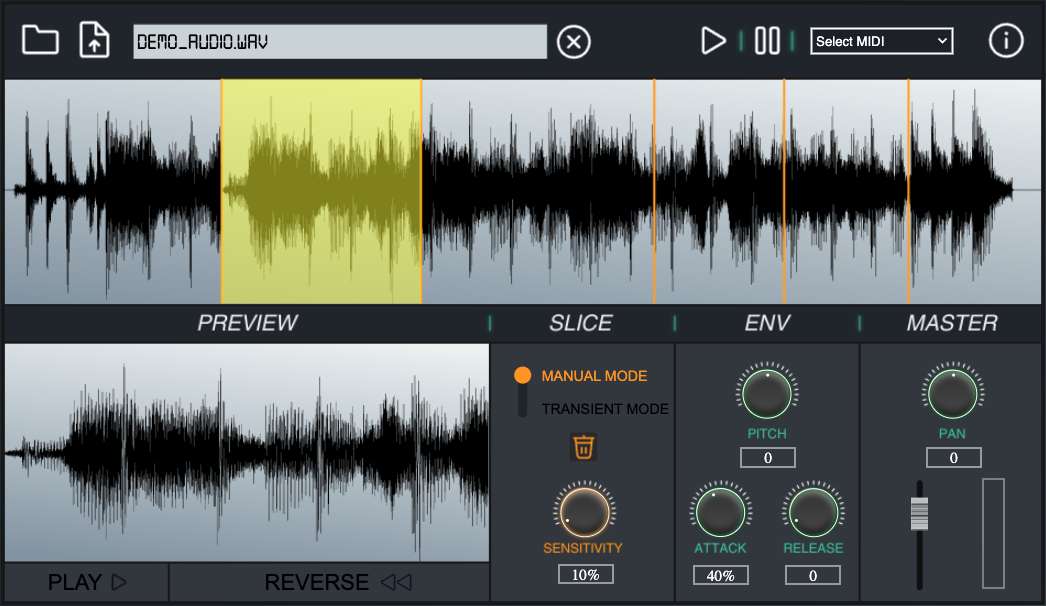 DEMO_AUDIO.WAV
Select MIDI
PREVIEW
SLICE
ENV
MASTER
MANUAL MODE
TRANSIENT MODE
PITCH
0
PAN
0
SENSITIVITY
10%
ATTACK
40%
RELEASE
0
PLAY
REVERSE